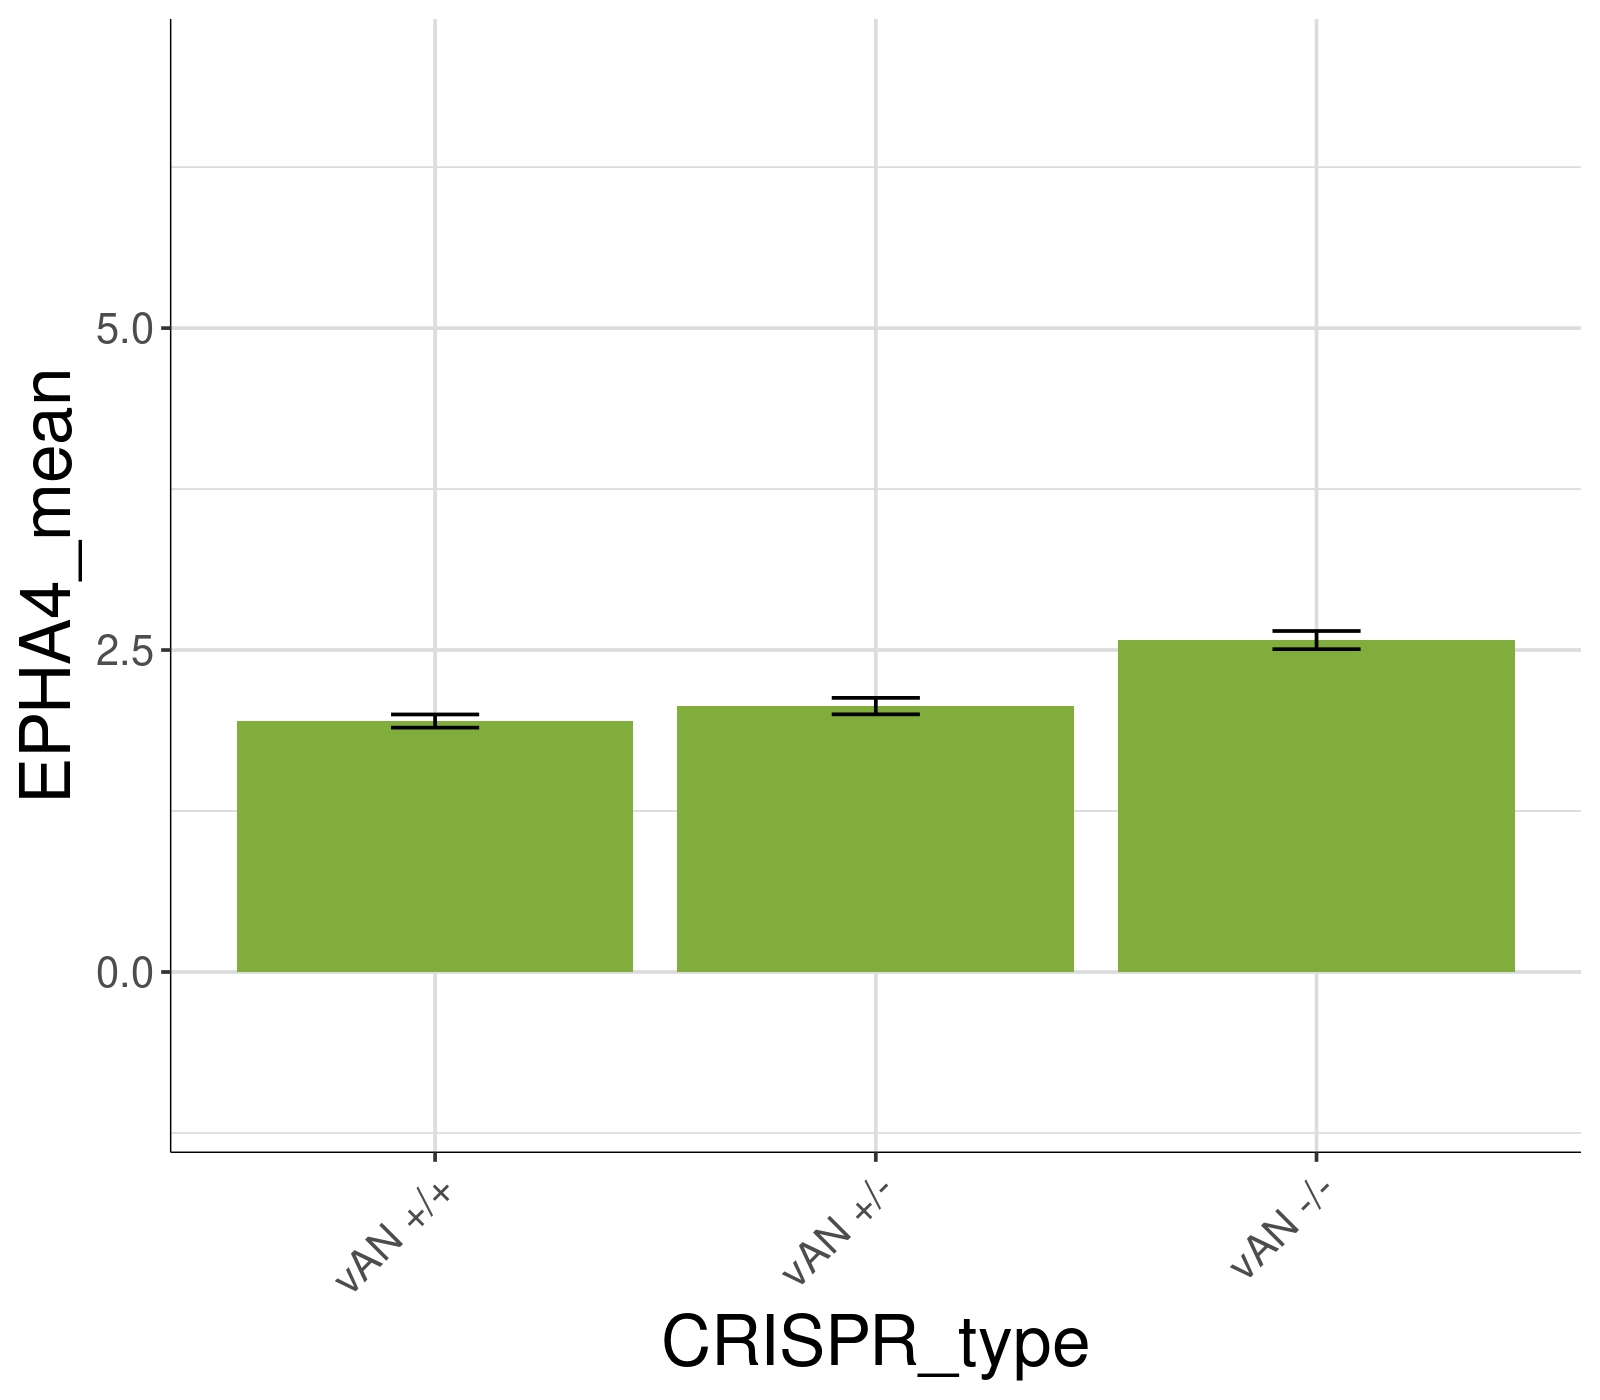 EPHA4_mean
5.0
2.5
0.0
vAN +/+
vAN +/-
vAN -/-
CRISPR_type